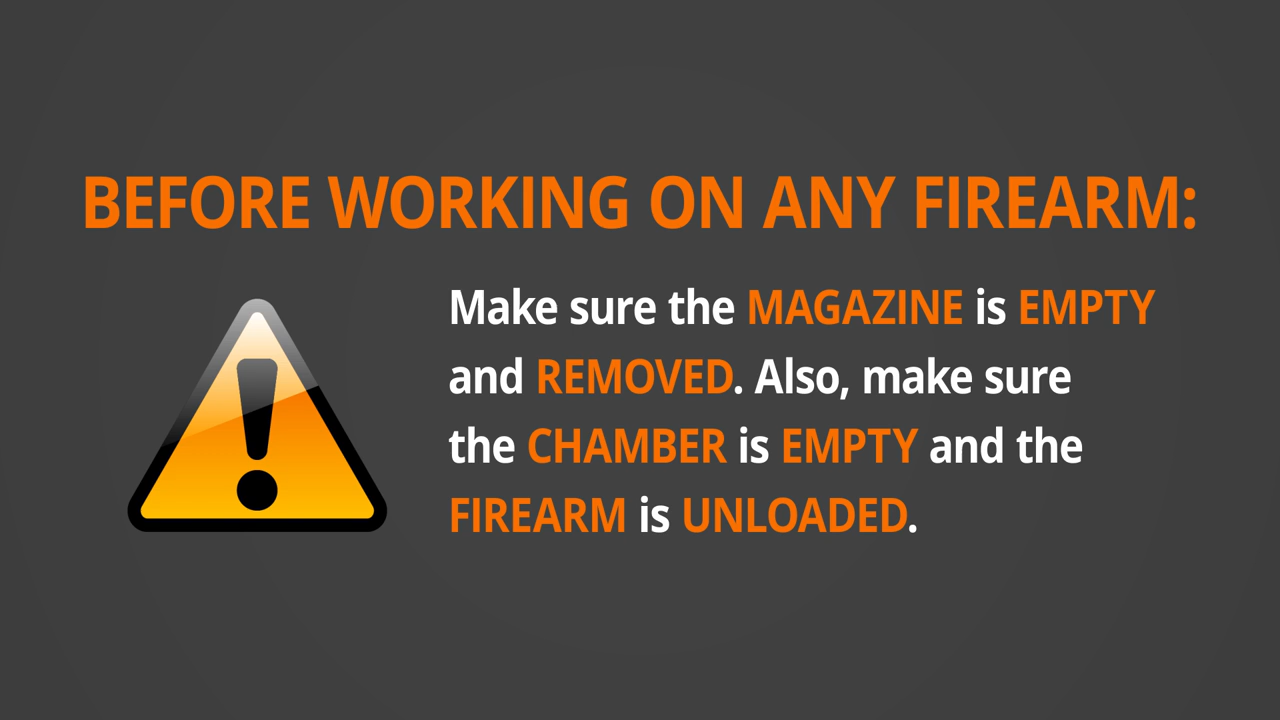 BEFORE WORKING ON ANY FIREARM:
Make sure the MAGAZINE is EMPTY
and REMOVED. Also, make sure
the CHAMBER is EMPTY and the
FIREARM is UNLOADED.